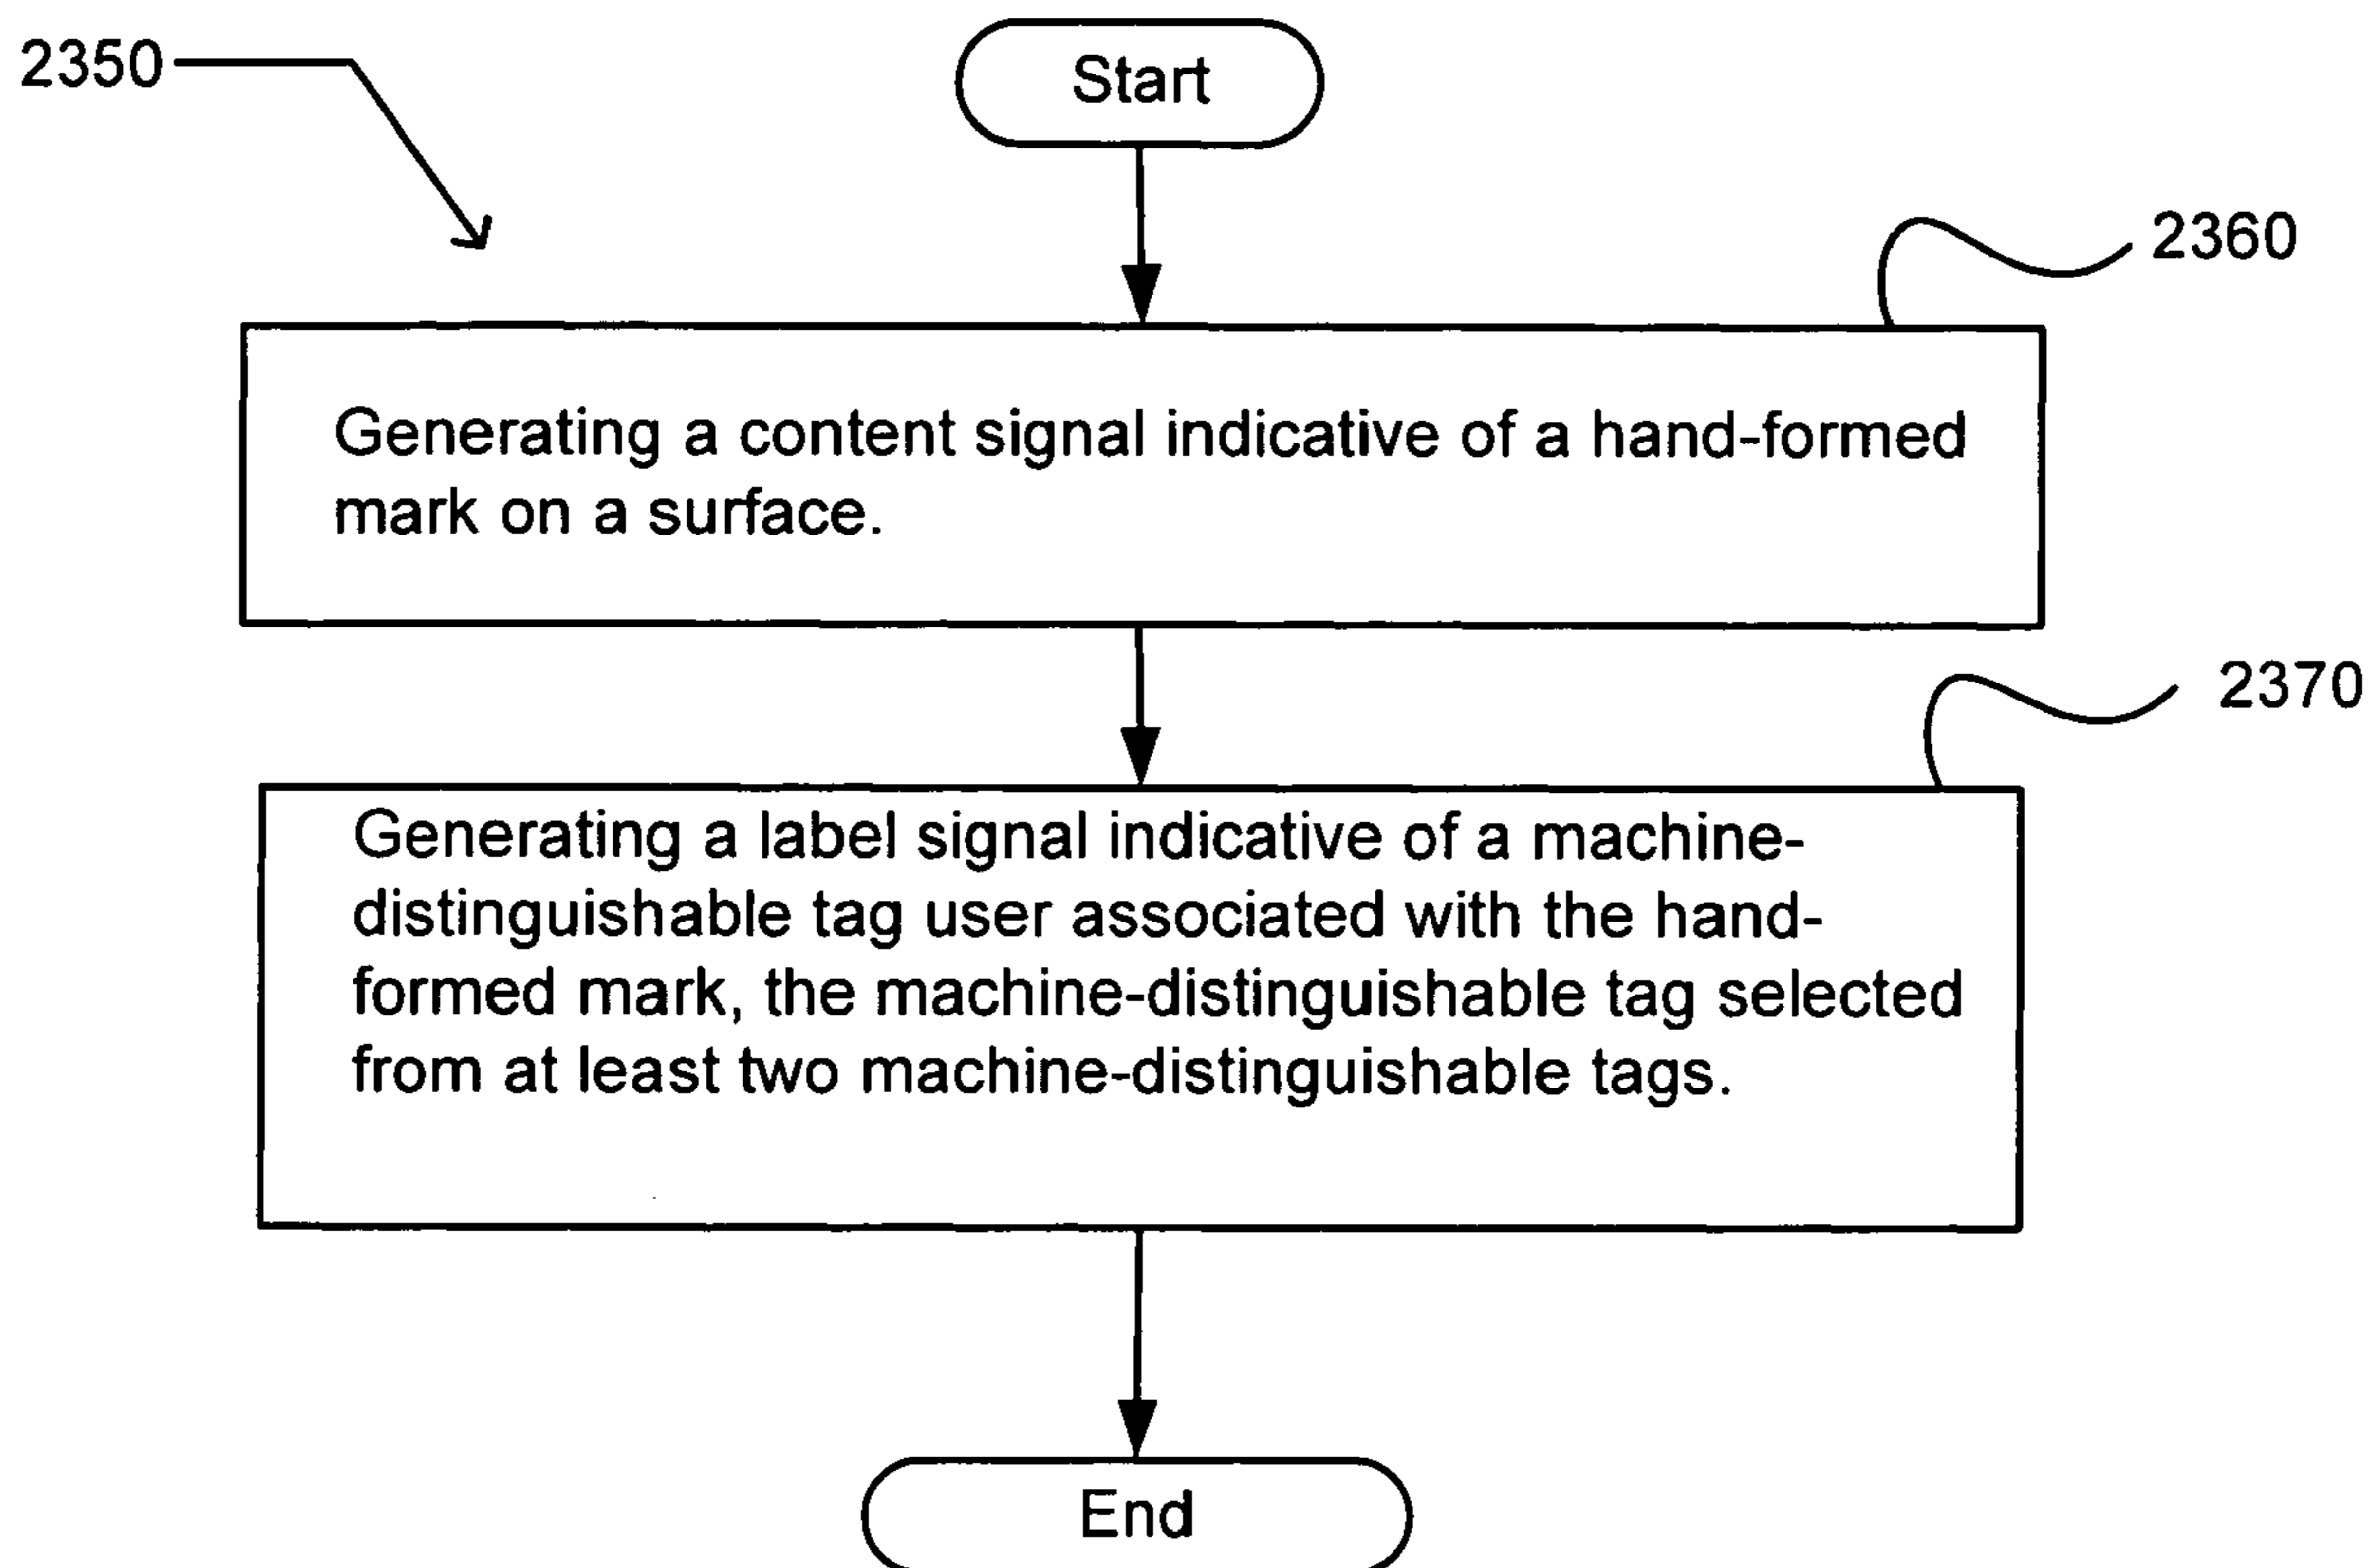 2350
Start
2360
Generating a content signal indicative of a hand-formed
mark on a surface.
2370
Generating a label signal indicative of a machine-
distinguishable tag user associated with the hand-
formed mark, the machine-distinguishable tag selected
from at least two machine-distinguishable tags.
End